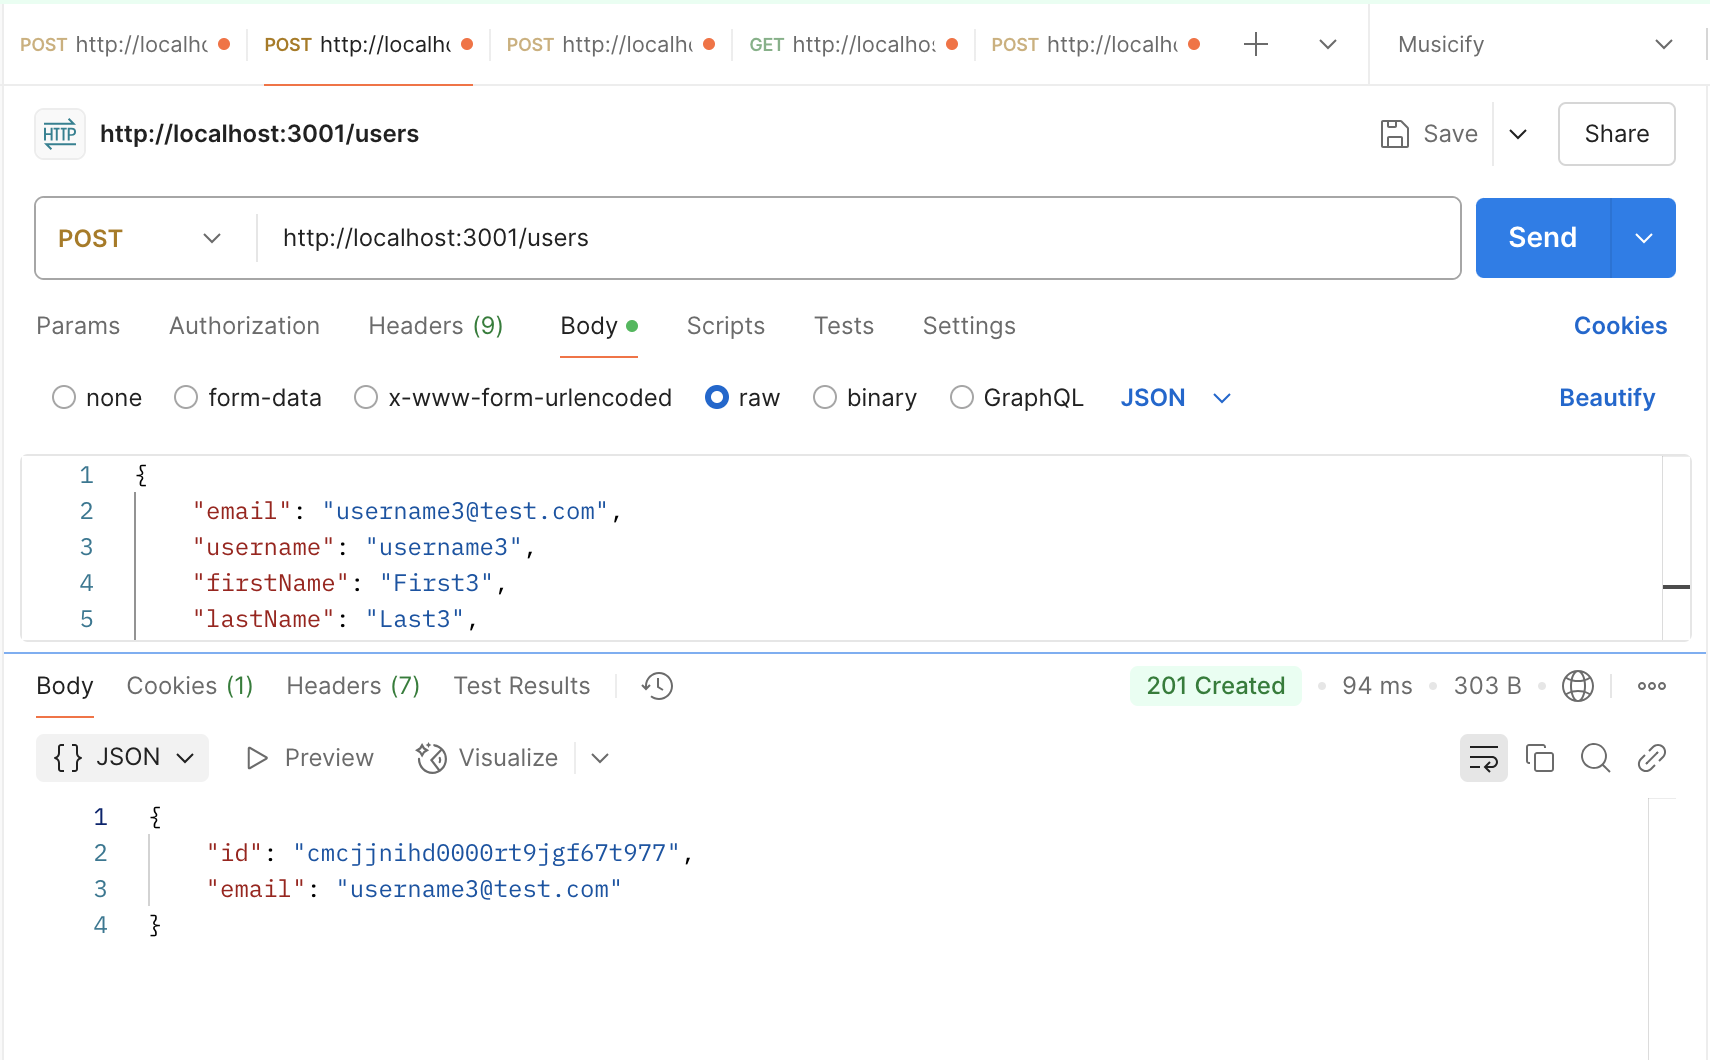 POST http://localh POST http://localh POST http://localh GET http://localhos POST http://localh Musicify
HTTP http://localhost:3001/users Save Share
POST http://localhost:3001/users Send
Params Authorization Headers (9) Body Scripts Tests Settings Cookies
none form-data x-www-form-urlencoded raw binary GraphQL JSON Beautify
1 {
2 "email": "username3@test.com",
3 "username": "username3",
4 "firstName": "First3",
5 "lastName": "Last3",
Body Cookies (1) Headers (7) Test Results 201 Created 94 ms 303 B
{} JSON Preview Visualize
1 {
2 "id": "cmcjjnihd0000rt9jgf67t977",
3 "email": "username3@test.com"
4 }